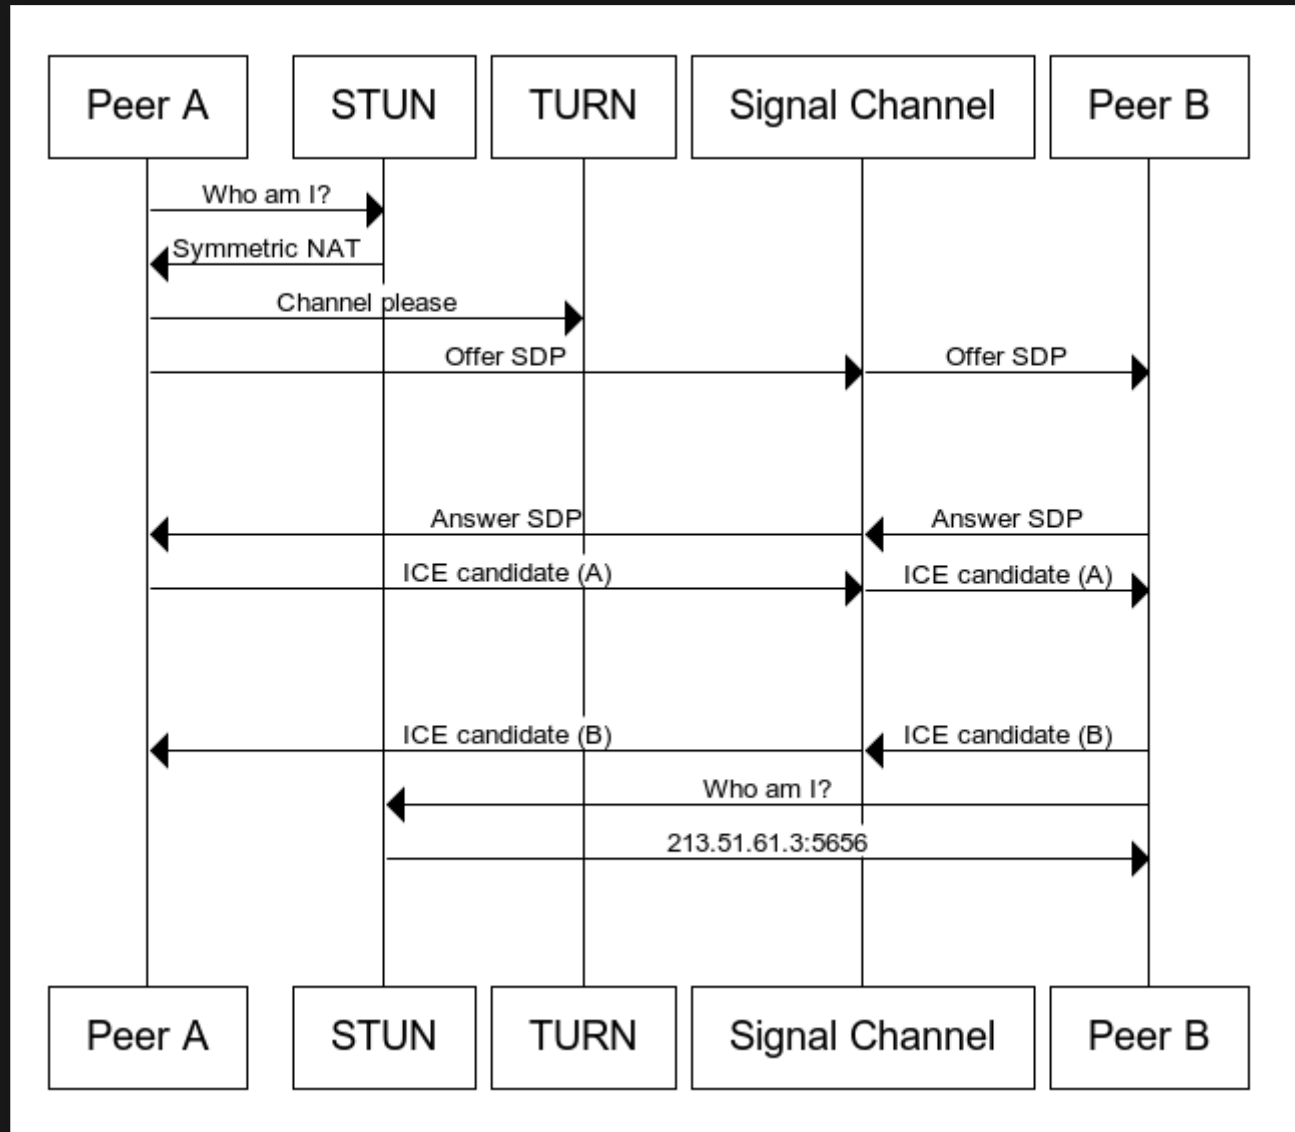 Peer A
STUN
TURN
Signal Channel
Peer B
Who am I?
Symmetric NAT
Channel please
Offer SDP
Offer SDP
Answer SDP
Answer SDP
ICE candidate (A)
ICE candidate (A)
ICE candidate (B)
ICE candidate (B)
Who am I?
213.51.61.3:5656
Peer A
STUN
TURN
Signal Channel
Peer B